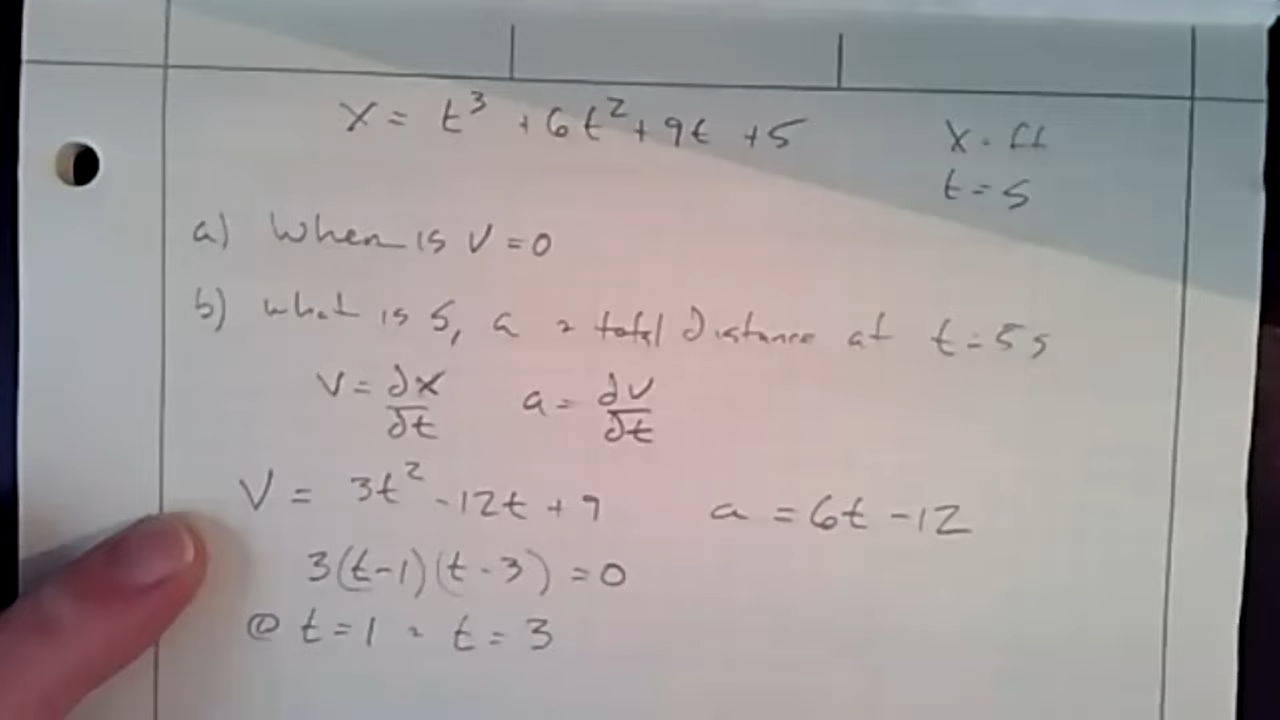 x = t³ + 6t² + 9t + 5 x = ft
t = s
a) When is v = 0
b) what is s, a & total distance at t = 5s
v = ∂x/∂t a = ∂v/∂t
V = 3t² - 12t + 9 a = 6t - 12
3(t-1)(t-3) = 0
@ t = 1 & t = 3